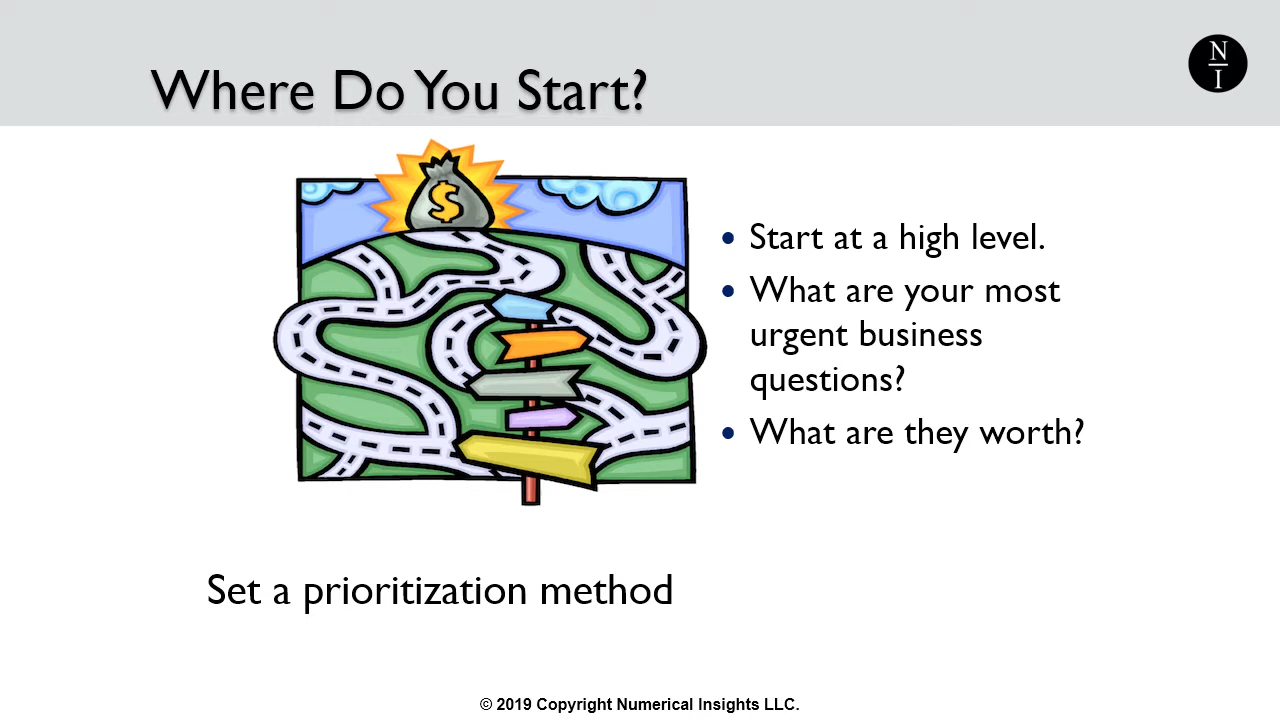 Where Do You Start?
N
I
$
• Start at a high level.
• What are your most
urgent business
questions?
• What are they worth?
Set a prioritization method
© 2019 Copyright Numerical Insights LLC.